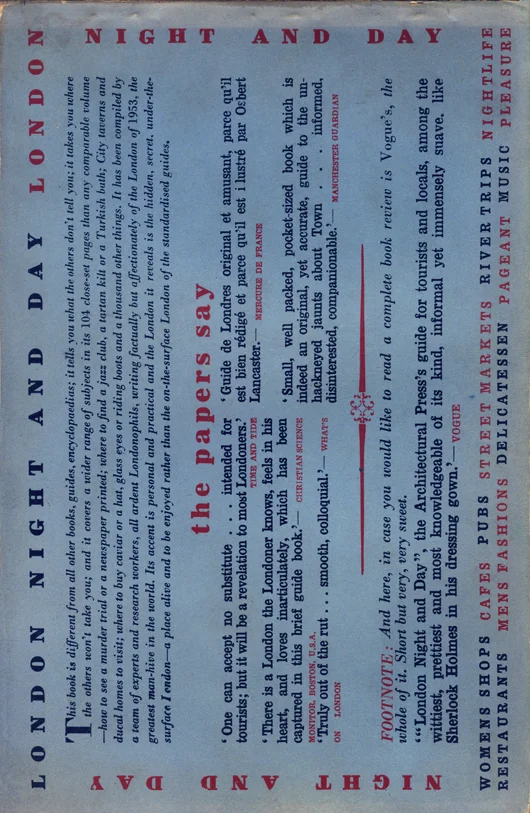 LONDON NIGHT AND DAY LONDON
NIGHT AND DAY
This book is different from all other books, guides, encyclopaedias; it tells you what the others don't tell you; it takes you where
the others won't take you; and it covers a wider range of subjects in its 104 close-set pages than any comparable volume
—how to see a murder trial or a newspaper printed; where to find a jazz club, a tartan kilt or a Turkish bath; City taverns and
ducal homes to visit; where to buy caviar or a hat, glass eyes or riding boots and a thousand other things. It has been compiled by
a team of experts and research workers, all ardent Londonophils, writing factually but affectionately of the London of 1953, the
greatest man-hive in the world. Its accent is personal and practical and the London it reveals is the hidden, secret, under-the-
surface London—a place alive and to be enjoyed rather than the on-the-surface London of the standardised guides.
the papers say
'One can accept no substitute . . . intended for
tourists; but it will be a revelation to most Londoners.'
TIME AND TIDE
'There is a London the Londoner knows, feels in his
heart, and loves inarticulately, which has been
captured in this brief guide book.'— CHRISTIAN SCIENCE
MONITOR, BOSTON, U.S.A.
'Truly out of the rut . . . smooth, colloquial.'— WHAT'S
ON LONDON
'Guide de Londres original et amusant, parce qu'il
est bien rédigé et parce qu'il est i lustré par Osbert
Lancaster.— MERCURE DE FRANCE
'Small, well packed, pocket-sized book which is
indeed an original, yet accurate, guide to the un-
hackneyed jaunts about Town . . . informed,
disinterested, companionable.'— MANCHESTER GUARDIAN
FOOTNOTE: And here, in case you would like to read a complete book review is Vogue's, the
whole of it. Short but very, very sweet.
'"London Night and Day", the Architectural Press's guide for tourists and locals, among the
wittiest, prettiest and most knowledgeable of its kind, informal yet immensely suave, like
Sherlock Holmes in his dressing gown.'— VOGUE
WOMENS SHOPS CAFES PUBS STREET MARKETS RIVER TRIPS NIGHTLIFE
RESTAURANTS MENS FASHIONS DELICATESSEN PAGEANT MUSIC PLEASURE
NIGHT AND DAY